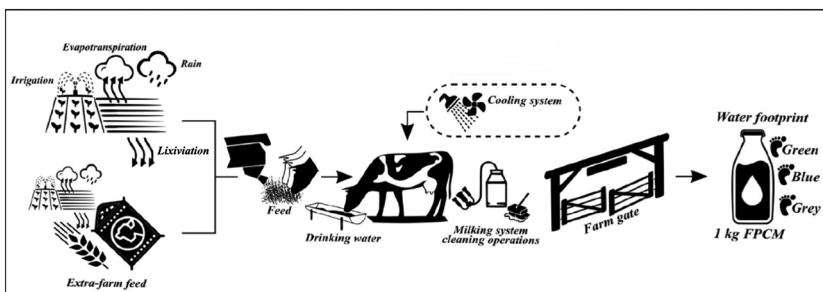 Evapotranspiration
Rain
Irrigation
Lixiviation
Extra-farm feed
Feed
Drinking water
Cooling system
Milking system
cleaning operations
Farm gate
Water footprint
Green
Blue
Grey
1 kg FPCM